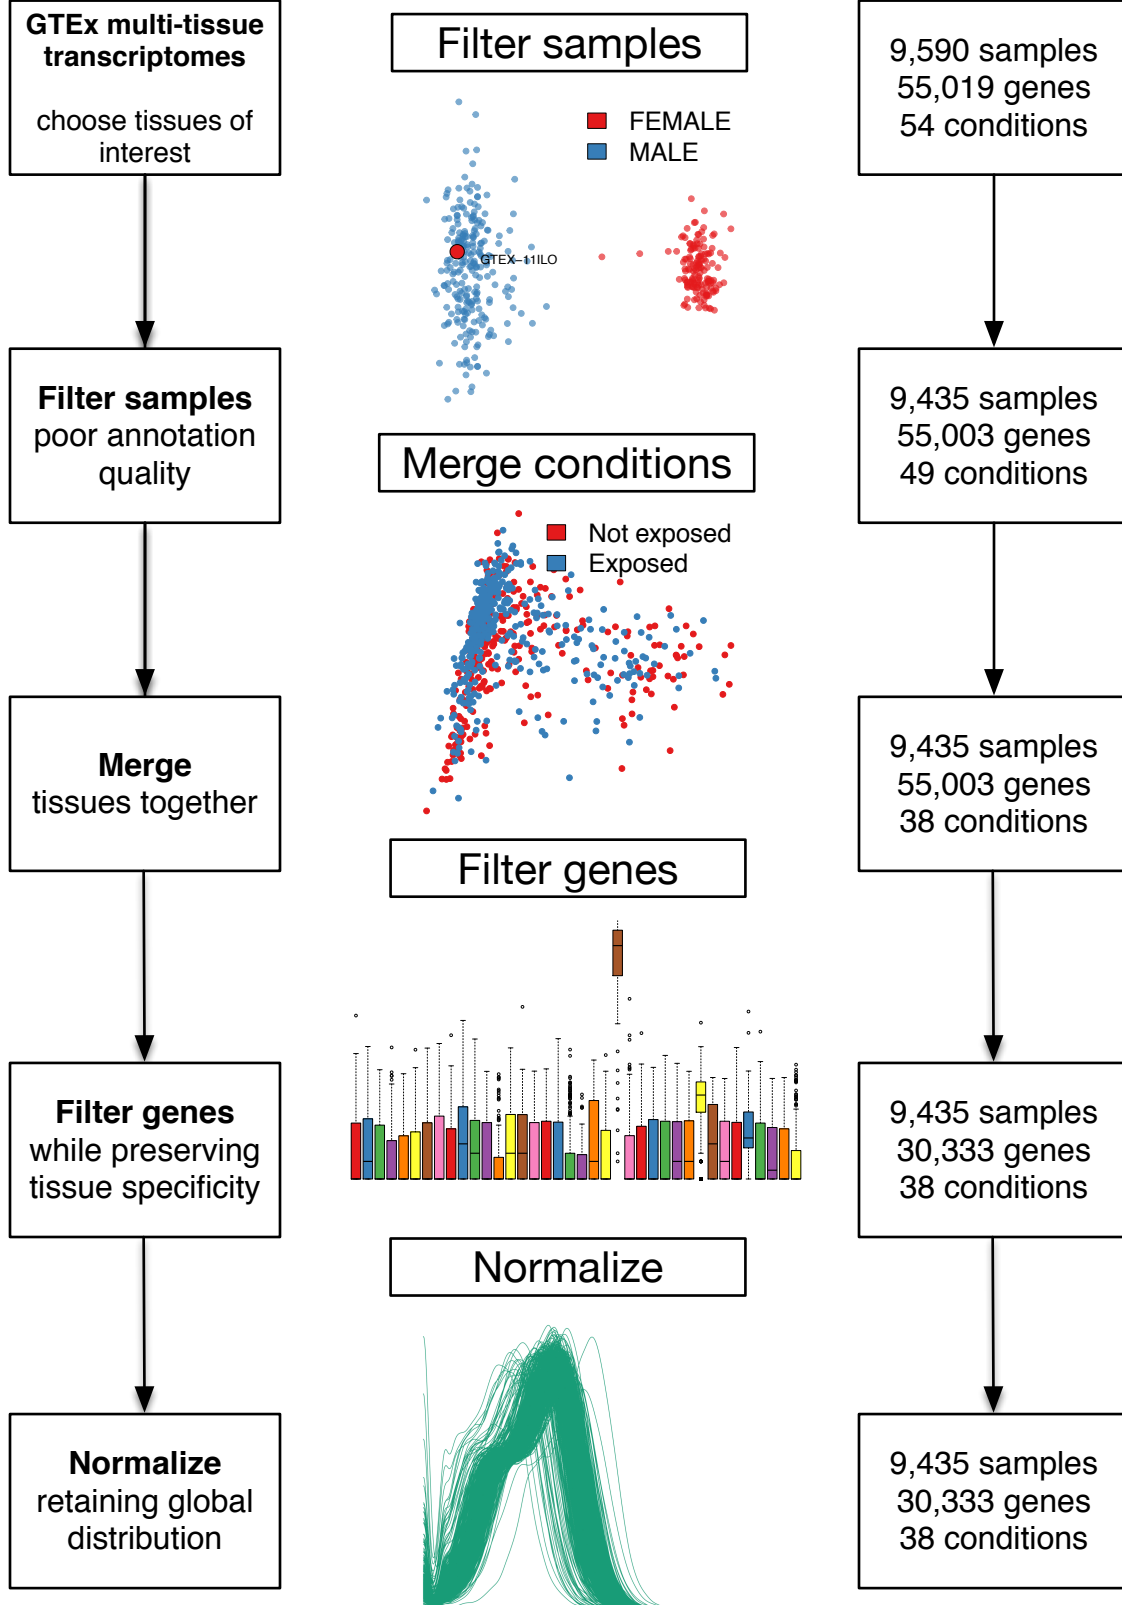 GTEx multi-tissue
transcriptomes
choose tissues of
interest
Filter samples
FEMALE
MALE
GTEX−11ILO
9,590 samples
55,019 genes
54 conditions
Filter samples
poor annotation
quality
Merge conditions
Not exposed
Exposed
9,435 samples
55,003 genes
49 conditions
Merge
tissues together
9,435 samples
55,003 genes
38 conditions
Filter genes
Filter genes
while preserving
tissue specificity
9,435 samples
30,333 genes
38 conditions
Normalize
Normalize
retaining global
distribution
9,435 samples
30,333 genes
38 conditions